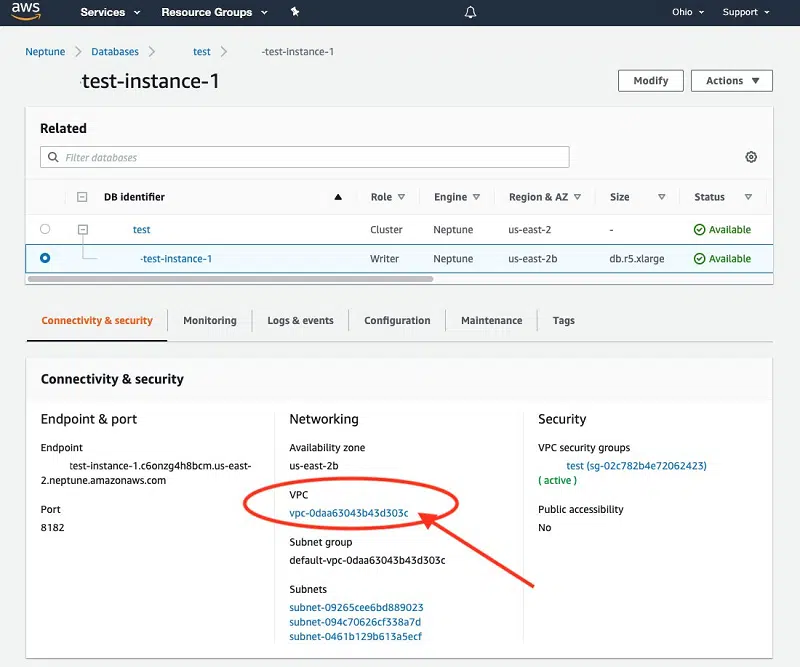 aws Services Resource Groups Ohio Support
Neptune Databases test -test-instance-1
test-instance-1
Modify Actions
Related
Filter databases
DB identifier Role Engine Region & AZ Size Status
test Cluster Neptune us-east-2 - Available
-test-instance-1 Writer Neptune us-east-2b db.r5.xlarge Available
Connectivity & security Monitoring Logs & events Configuration Maintenance Tags
Connectivity & security
Endpoint & port
Endpoint
test-instance-1.c6onzg4h8bcm.us-east-
2.neptune.amazonaws.com
Port
8182
Networking
Availability zone
us-east-2b
VPC
vpc-0daa63043b43d303c
Subnet group
default-vpc-0daa63043b43d303c
Subnets
subnet-09265cee6bd889023
subnet-094c70626cf338a7d
subnet-0461b129b613a5ecf
Security
VPC security groups
test (sg-02c782b4e72062423)
( active )
Public accessibility
No